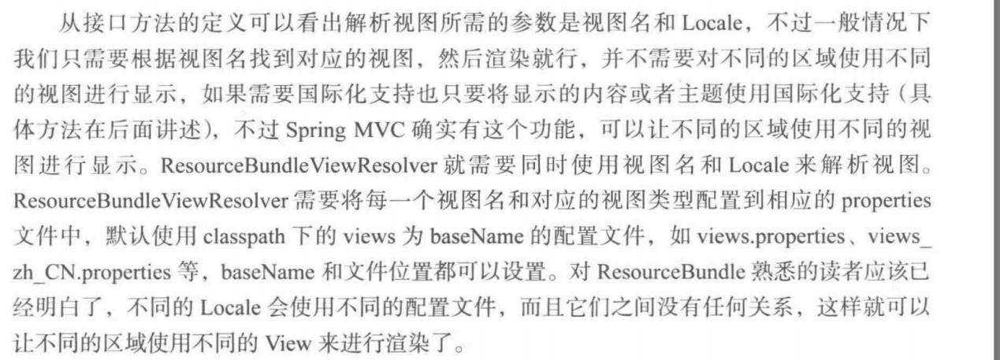 从接口方法的定义可以看出解析视图所需的参数是视图名和 Locale，不过一般情况下
我们只需要根据视图名找到对应的视图，然后渲染就行，并不需要对不同的区域使用不同
的视图进行显示，如果需要国际化支持也只要将显示的内容或者主题使用国际化支持（具
体方法在后面讲述），不过 Spring MVC 确实有这个功能，可以让不同的区域使用不同的视
图进行显示。ResourceBundleViewResolver 就需要同时使用视图名和 Locale 来解析视图。
ResourceBundleViewResolver 需要将每一个视图名和对应的视图类型配置到相应的 properties
文件中，默认使用 classpath 下的 views 为 baseName 的配置文件，如 views.properties、views_
zh_CN.properties 等，baseName 和文件位置都可以设置。对 ResourceBundle 熟悉的读者应该已
经明白了，不同的 Locale 会使用不同的配置文件，而且它们之间没有任何关系，这样就可以
让不同的区域使用不同的 View 来进行渲染了。